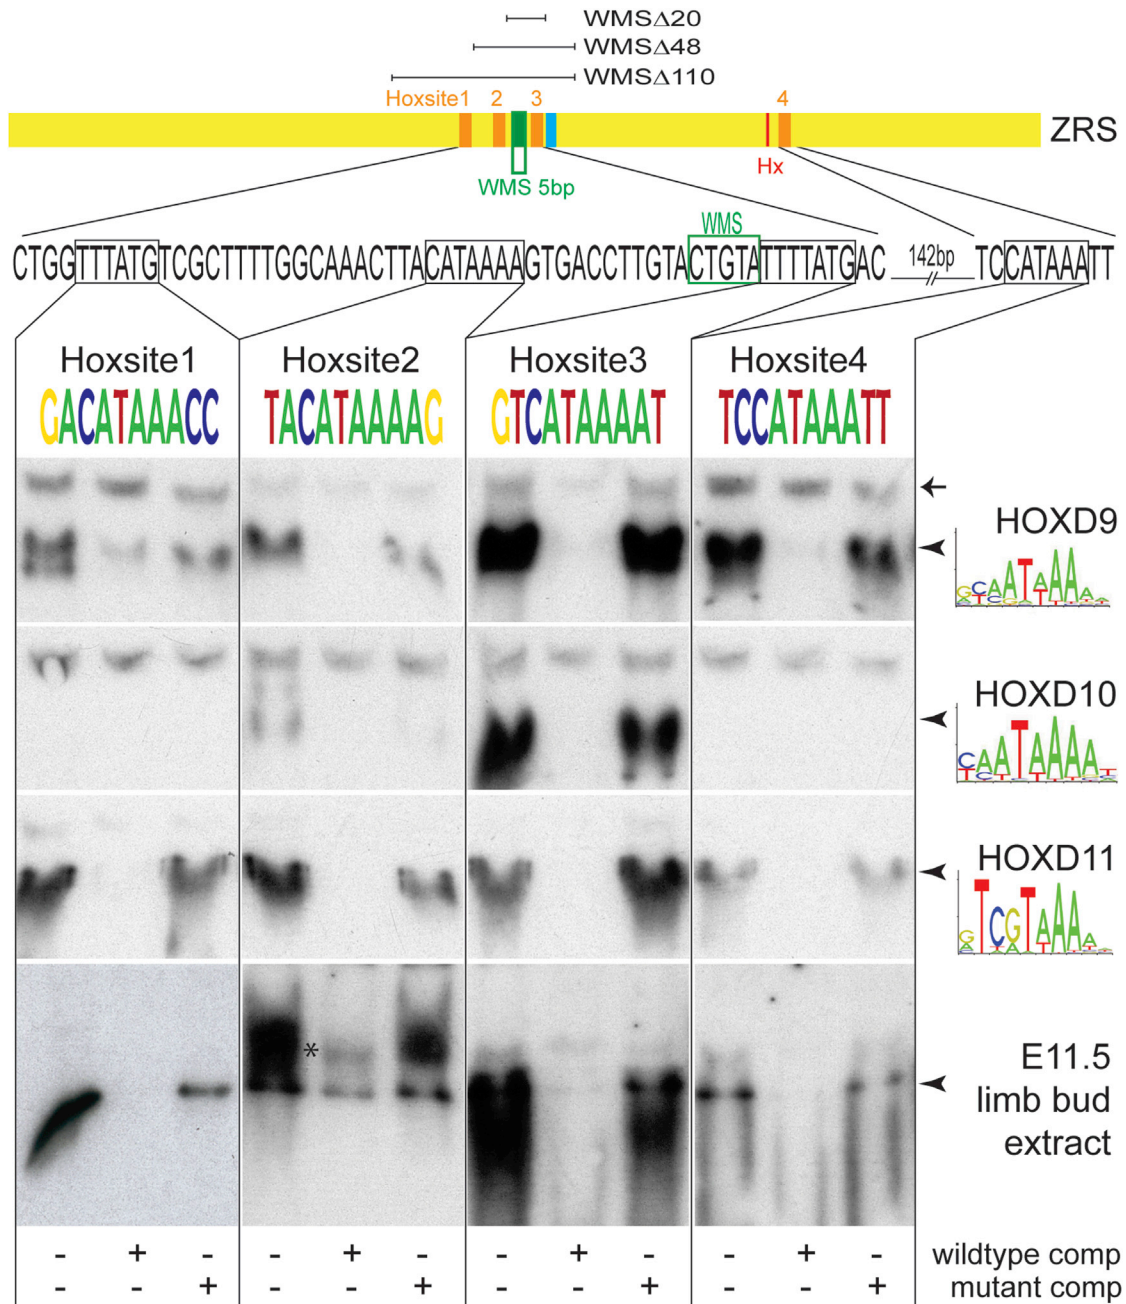 WMSΔ20
WMSΔ48
WMSΔ110
Hoxsite1 2 3 4
ZRS
Hx
WMS 5bp
WMS
CTGGTTTATGTCGCTTTTGGCAAACTTACATAAAAGTGACCTTGTACTGTATTTTATGAC 142bp TCCATAAATT
//
Hoxsite1 Hoxsite2 Hoxsite3 Hoxsite4
GACATAAACC TACATAAAAG GTCATAAAAT TCCATAAATT
HOXD9
HOXD10
HOXD11
*
E11.5
limb bud
extract
- + - - + - - + - - + - wildtype comp
- - + - - + - - + - - + mutant comp